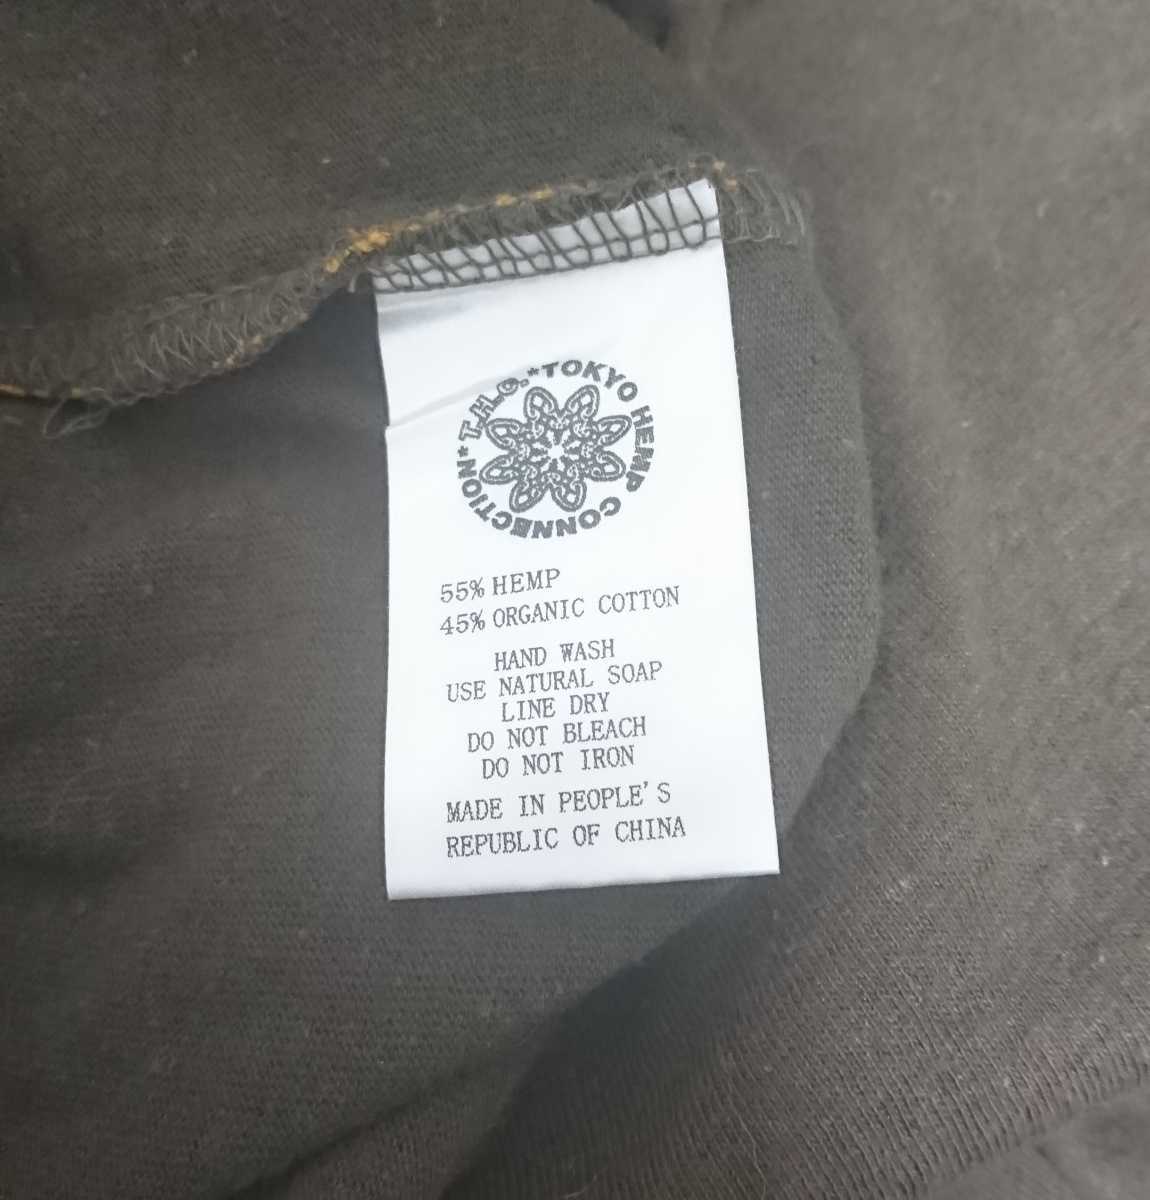 *TOKYO HEMP CONNECTION*T.H.C.
55% HEMP
45% ORGANIC COTTON
HAND WASH
USE NATURAL SOAP
LINE DRY
DO NOT BLEACH
DO NOT IRON
MADE IN PEOPLE'S
REPUBLIC OF CHINA